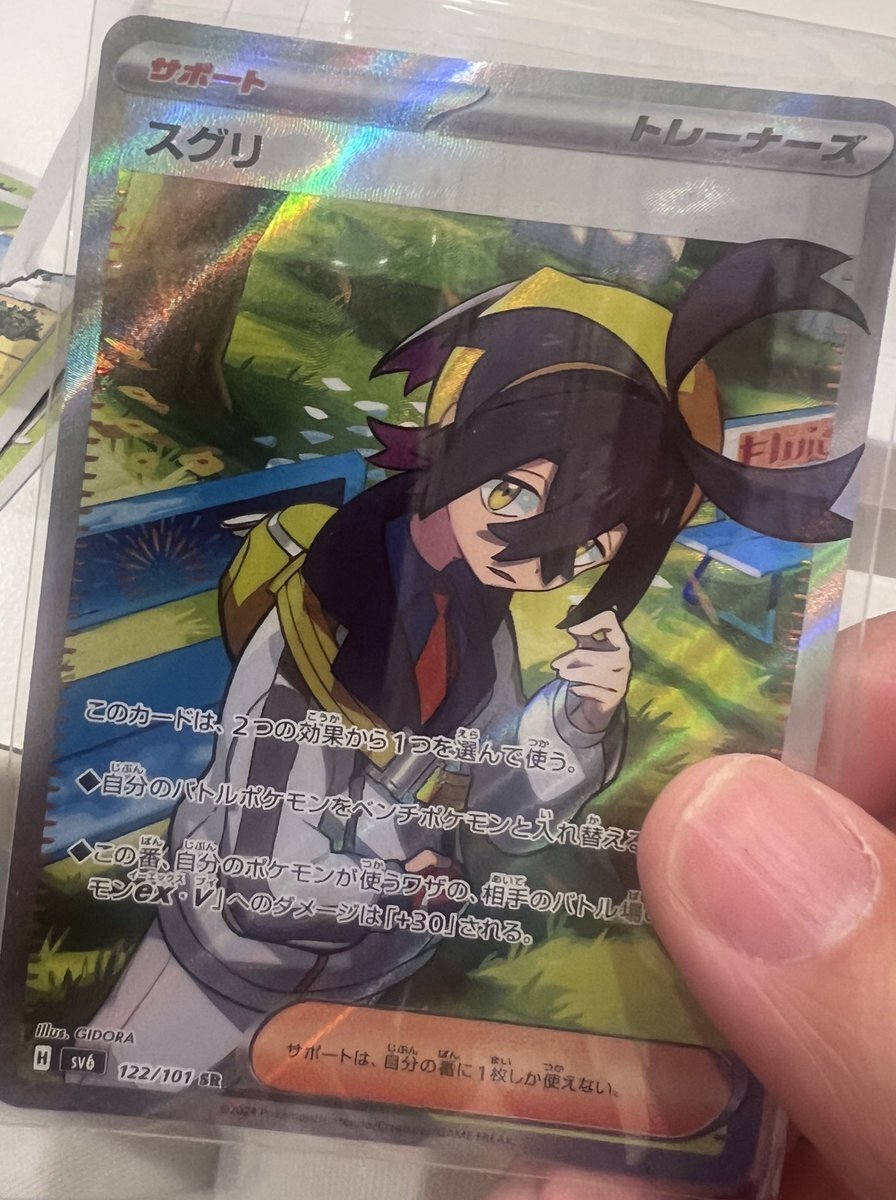 サポート
トレーナーズ
スグリ
このカードは、2つの効果から1つを選んで使う。
◆自分のバトルポケモンをベンチポケモンと入れ替える
◆この番、自分のポケモンが使うワザの、相手のバトル場
モンex・V」へのダメージは「+30」される。
illus. GIDORA
サポートは、自分の番に1枚しか使えない。
H SV6 122/101 SR